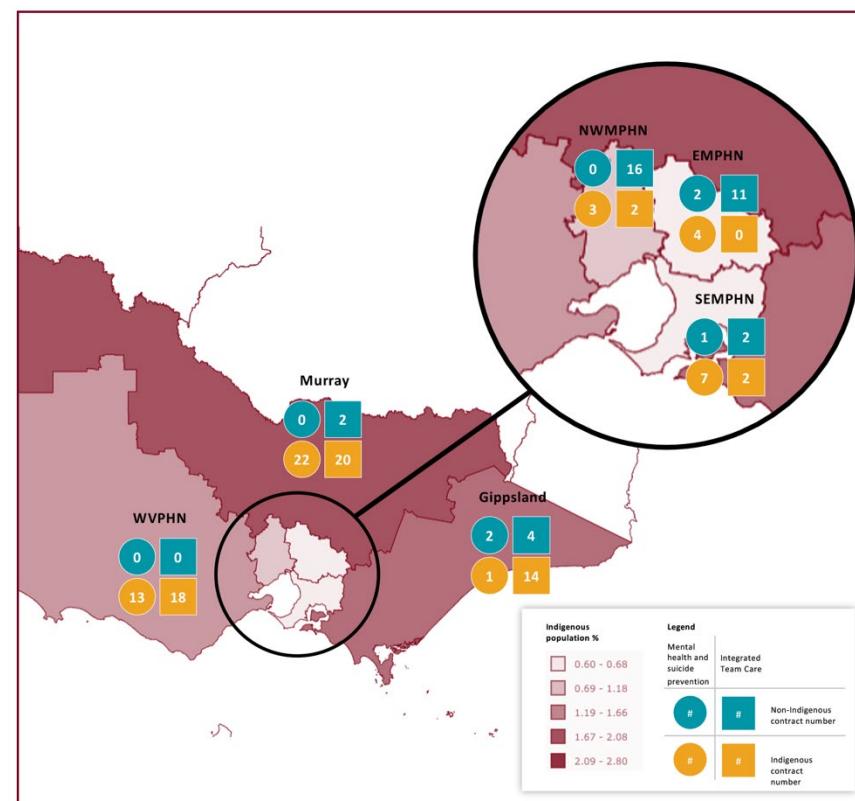 NWMPHN
0 16
3 2
EMPHN
2 11
4 0
SEMPHN
1 2
7 2
Murray
0 2
22 20
WVPHN
0 0
13 18
Gippsland
2 4
1 14
Indigenous
population %
0.60 - 0.68
0.69 - 1.18
1.19 - 1.66
1.67 - 2.08
2.09 - 2.80
Legend
Mental
health and
suicide
prevention
Integrated
Team Care
# #
Non-Indigenous
contract number
# #
Indigenous
contract
number